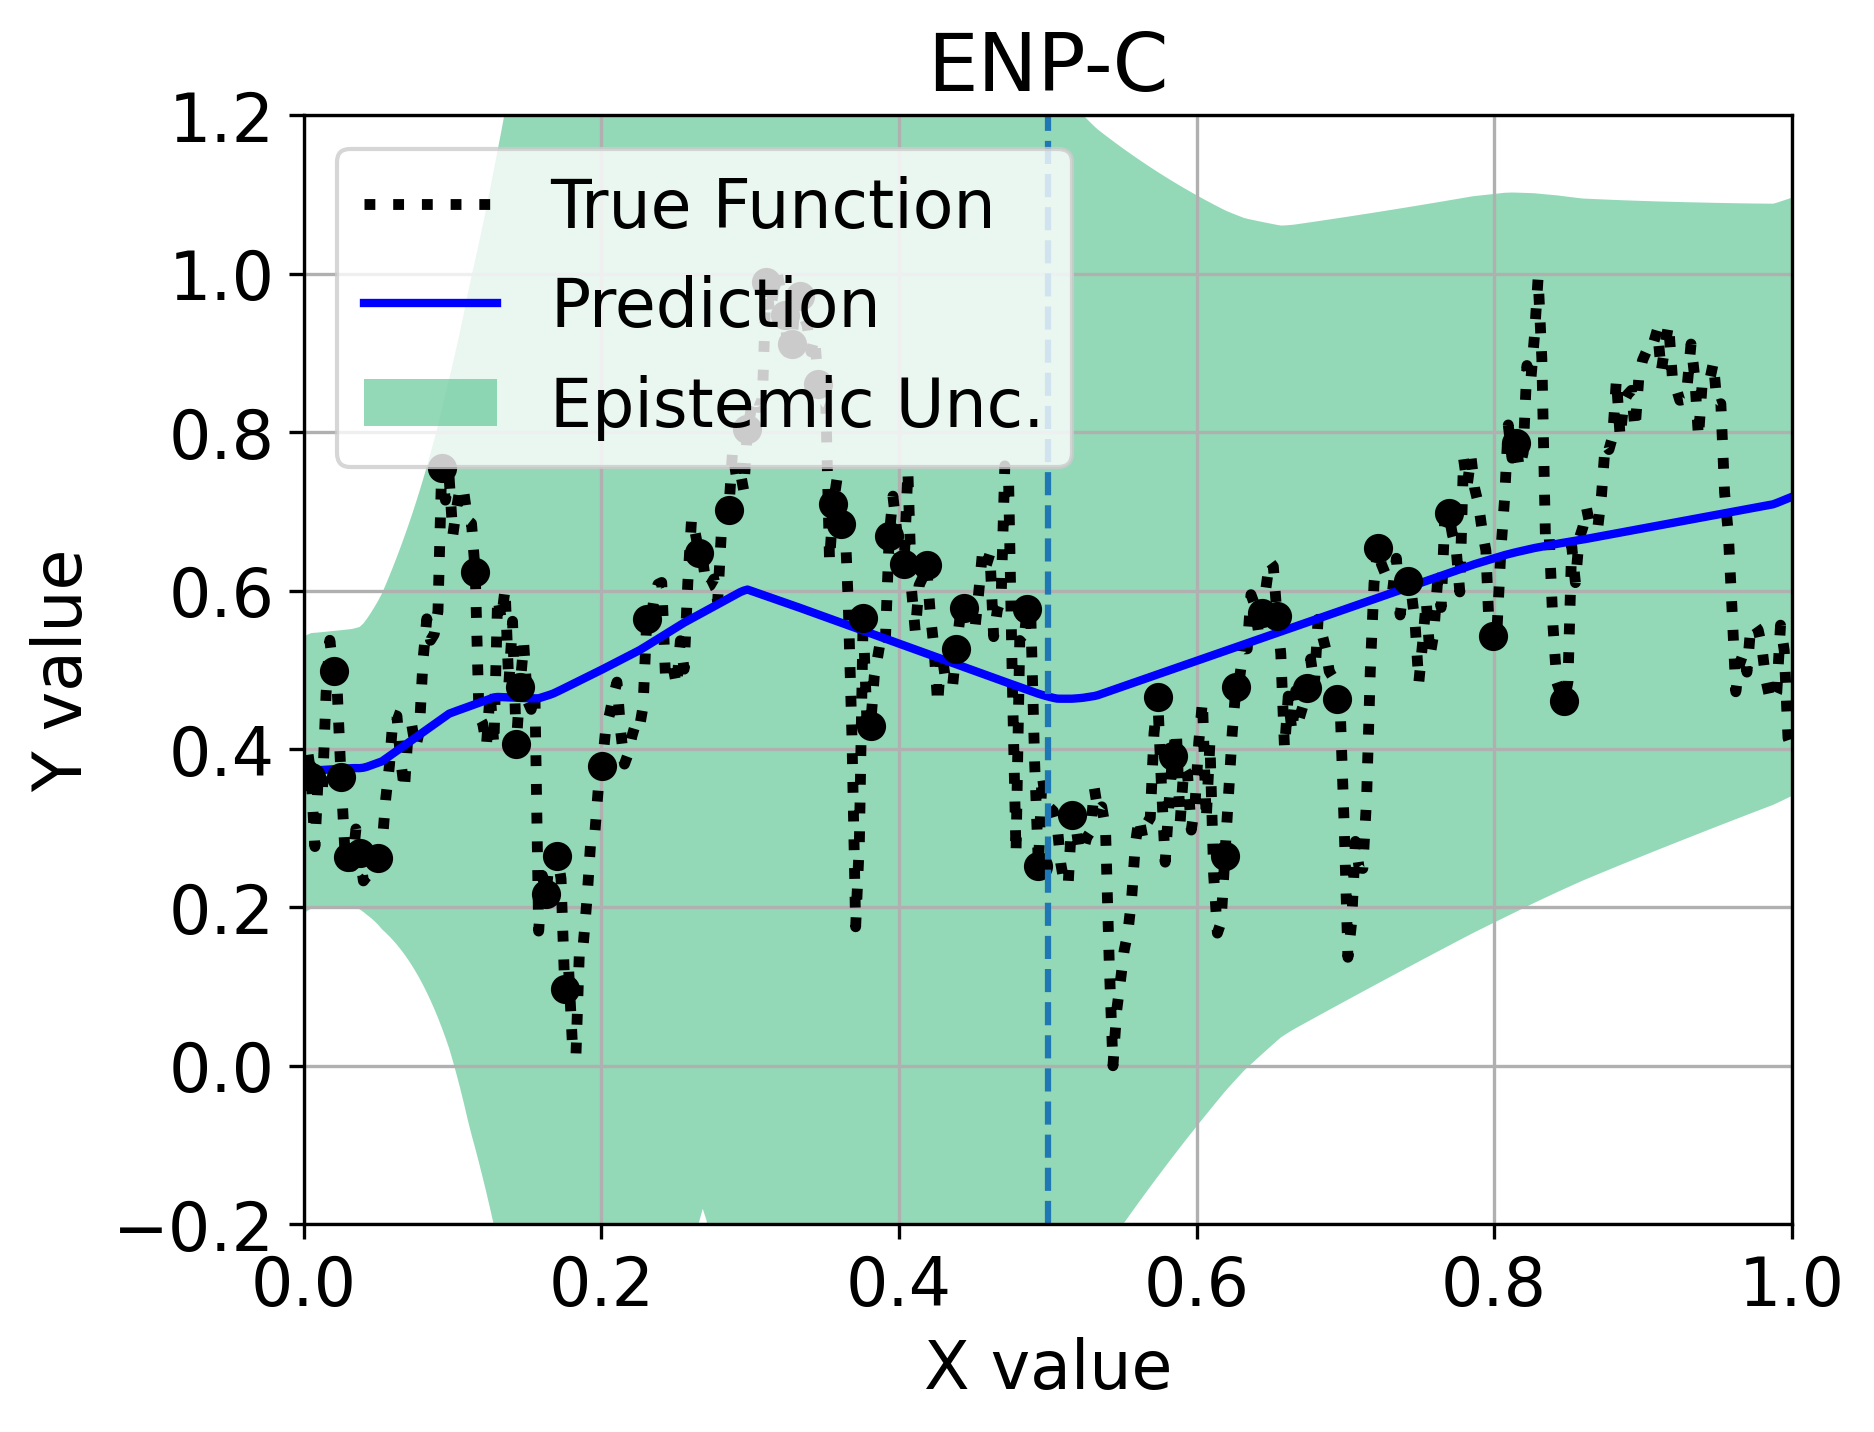 ENP-C
True Function
Prediction
Epistemic Unc.
Y value
1.2
1.0
0.8
0.6
0.4
0.2
0.0
−0.2
0.0 0.2 0.4 0.6 0.8 1.0
X value